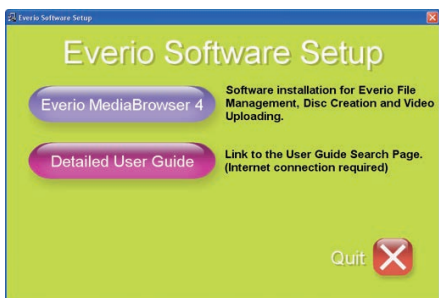 Everio Software Setup
Everio Software Setup
Everio MediaBrowser 4
Software installation for Everio File
Management, Disc Creation and Video
Uploading.
Detailed User Guide
Link to the User Guide Search Page.
(Internet connection required)
Quit